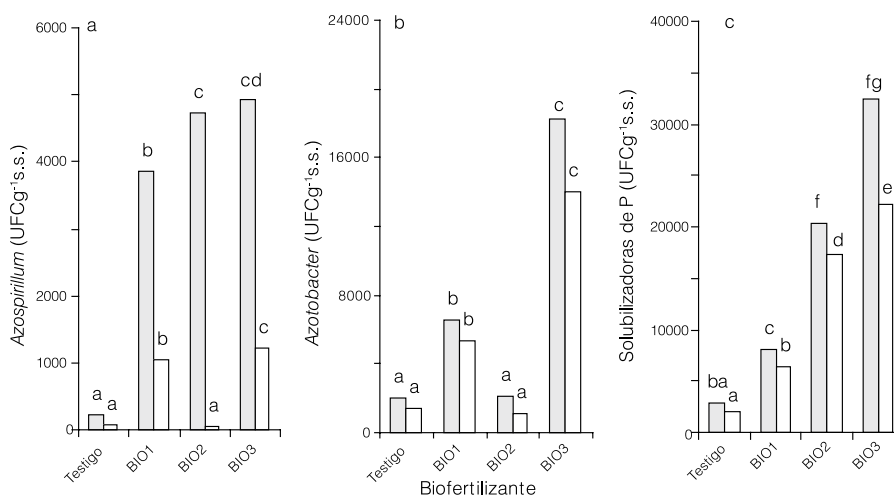 a
6000
4000
2000
1000
0
Azospirillum (UFCg⁻¹s.s.)
a
a
b
b
c
a
cd
c
Testigo
BIO1
BIO2
BIO3
b
24000
16000
8000
0
Azotobacter (UFCg⁻¹s.s.)
a
a
b
b
a
a
c
c
Testigo
BIO1
BIO2
BIO3
Biofertilizante
c
40000
30000
20000
10000
0
Solubilizadoras de P (UFCg⁻¹s.s.)
ba
a
c
b
f
d
fg
e
Testigo
BIO1
BIO2
BIO3